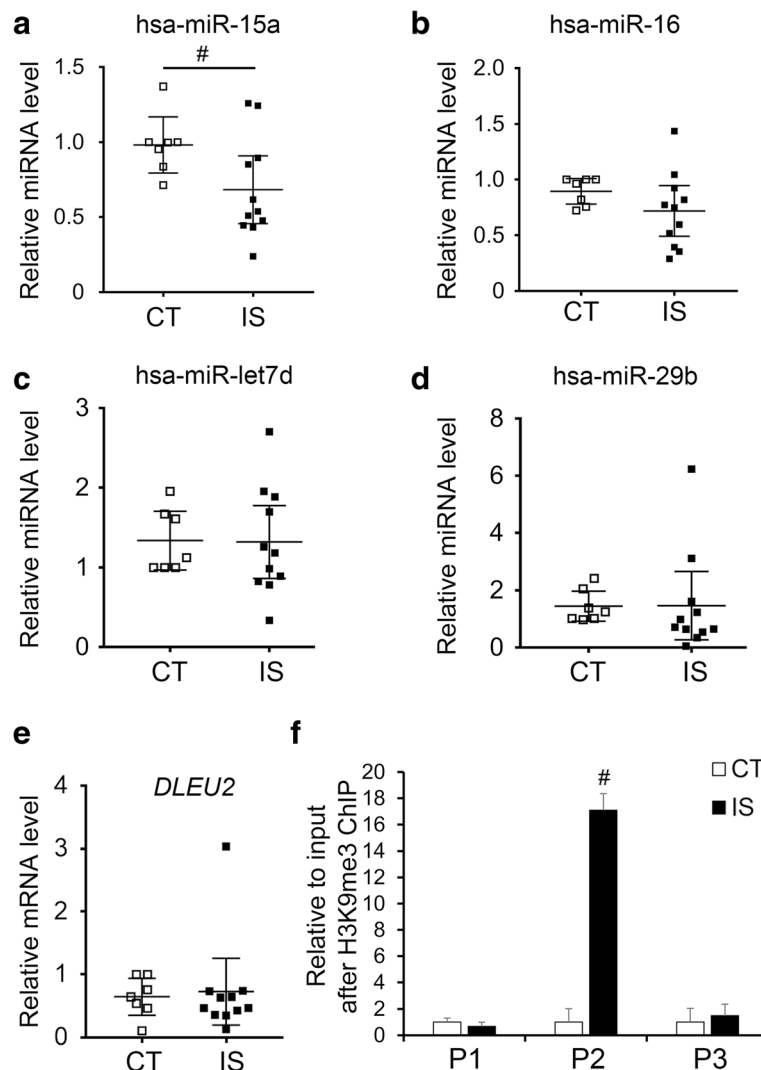 a
hsa-miR-15a
#
Relative miRNA level
1.5
1.0
0.5
0
CT IS
b
hsa-miR-16
Relative miRNA level
2.0
1.5
1.0
0.5
0
CT IS
c
hsa-miR-let7d
Relative miRNA level
3
2
1
0
CT IS
d
hsa-miR-29b
Relative miRNA level
8
6
4
2
0
CT IS
e
DLEU2
Relative mRNA level
4
3
2
1
0
CT IS
f
Relative to input
after H3K9me3 ChIP
20
18
16
14
12
10
8
6
4
2
0
#
CT
IS
P1 P2 P3